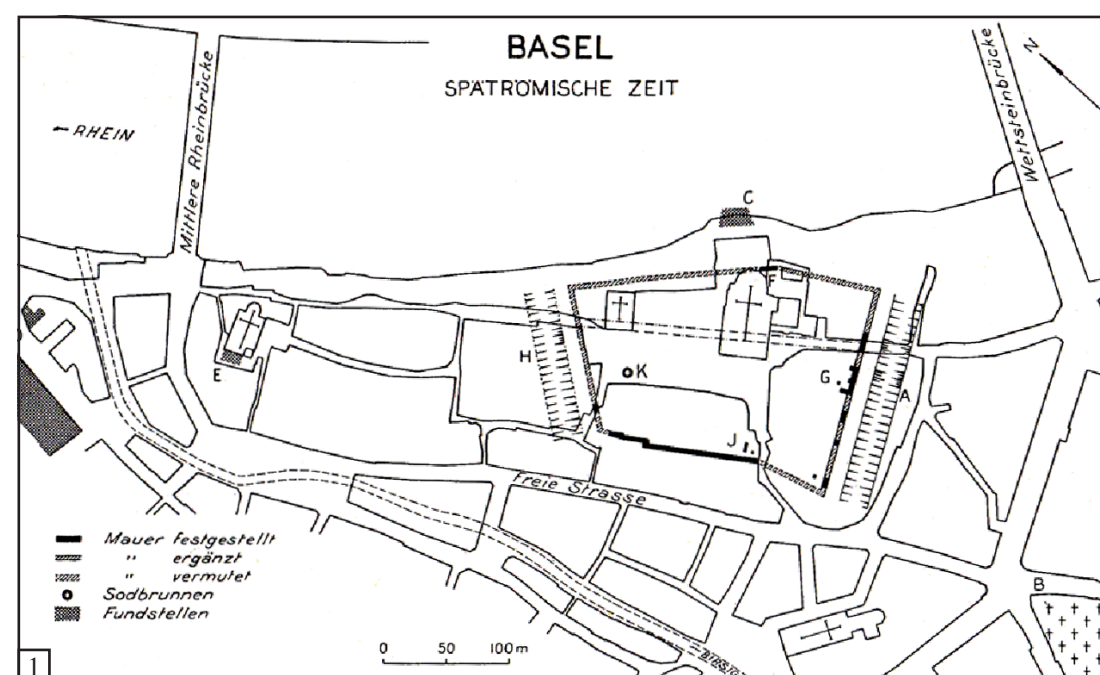 BASEL
SPÄTRÖMISCHE ZEIT
N
← RHEIN
Mittlere Rheinbrücke
Wettsteinbrücke
C
F
H
K
G
A
E
J
Freie Strasse
B
Mauer festgestellt
" ergänzt
" vermutet
Sodbrunnen
Fundstellen
0 50 100 m
1